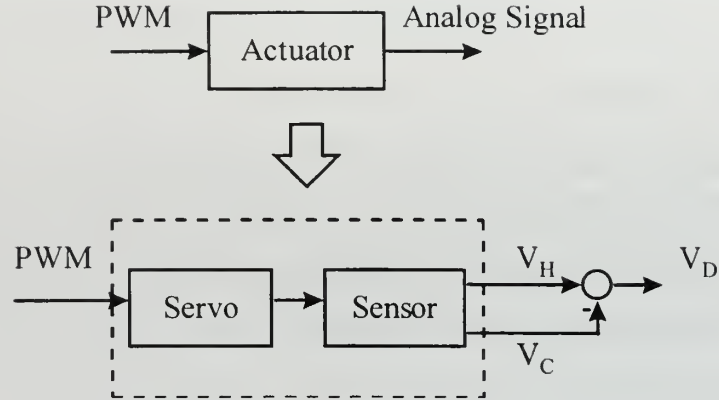 PWM
Analog Signal
Actuator
PWM
Servo
Sensor
V_H
V_D
-
V_C